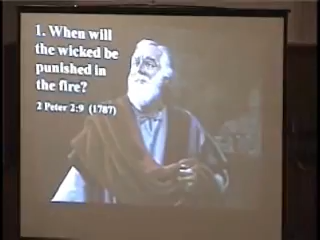 1. When will
the wicked be
punished in
the fire?
2 Peter 2:9 (1787)